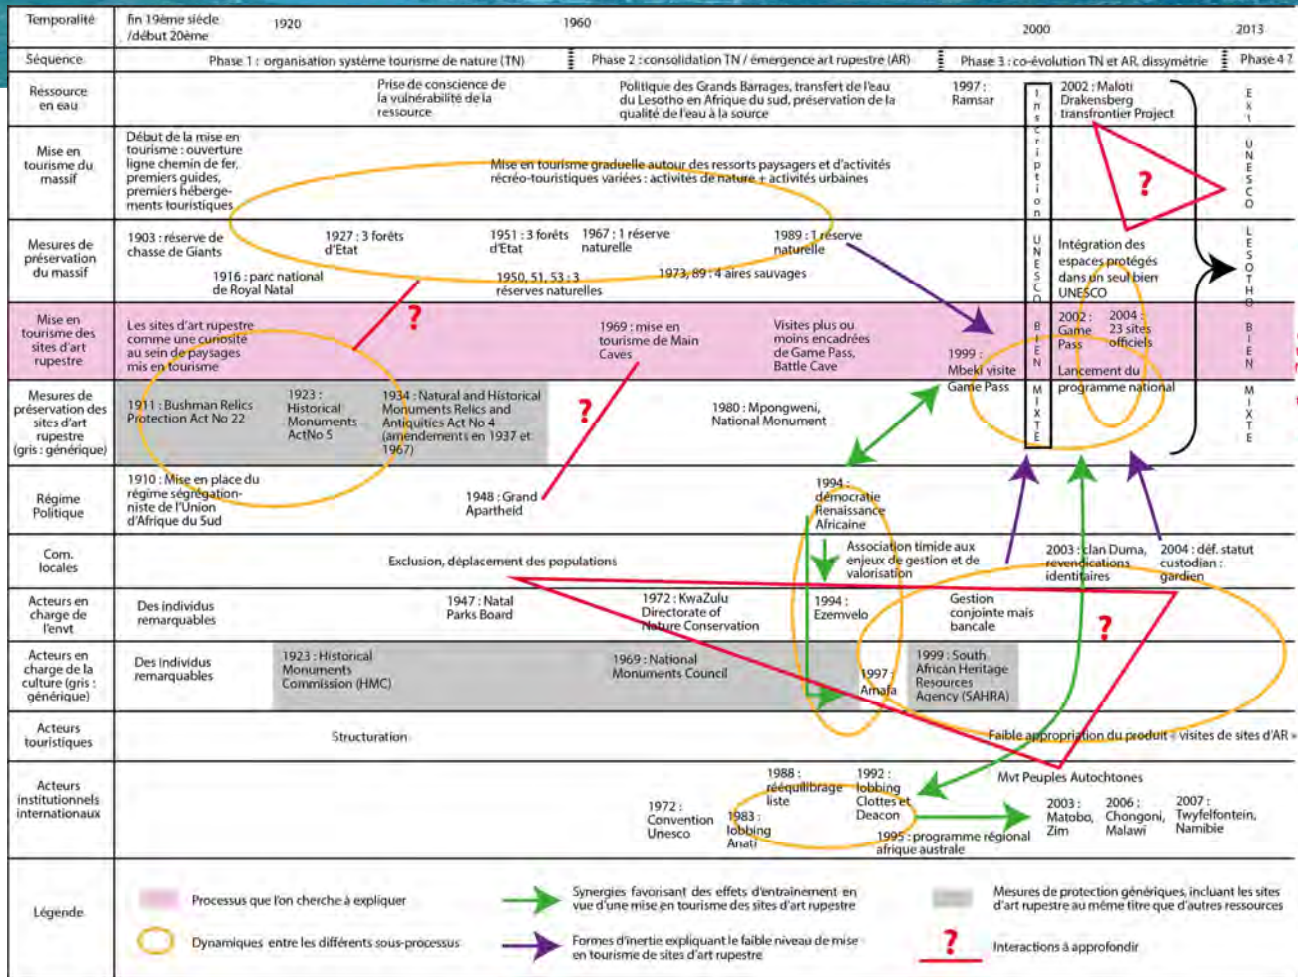 Temporalité
fin 19ème siècle
/début 20ème
1920
1960
2000
2013
Séquence
Phase 1 : organisation système tourisme de nature (TN)
Phase 2 : consolidation TN / émergence art rupestre (AR)
Phase 3 : co-évolution TN et AR, dissymétrie
Phase 4 ?
Ressource
en eau
Prise de conscience de
la vulnérabilité de la
ressource
Politique des Grands Barrages, transfert de l'eau
du Lesotho en Afrique du sud, préservation de la
qualité de l'eau à la source
1997 :
Ramsar
Inscription UNESCO BIEN MIXTE
2002 : Maloti
Drakensberg
transfrontier Project
Ext UNESCO LESOTHO BIEN MIXTE
Mise en
tourisme du
massif
Début de la mise en
tourisme : ouverture
ligne chemin de fer,
premiers guides,
premiers héberge-
ments touristiques
Mise en tourisme graduelle autour des ressorts paysagers et d'activités
récréo-touristiques variées : activités de nature + activités urbaines
?
Mesures de
préservation
du massif
1903 : réserve de
chasse de Giants
1916 : parc national
de Royal Natal
1927 : 3 forêts
d'Etat
1951 : 3 forêts
d'Etat
1950, 51, 53 : 3
réserves naturelles
1967 : 1 réserve
naturelle
1973, 89 : 4 aires sauvages
1989 : 1 réserve
naturelle
Intégration des
espaces protégés
dans un seul bien
UNESCO
?
Mise en
tourisme des
sites d'art
rupestre
Les sites d'art rupestre
comme une curiosité
au sein de paysages
mis en tourisme
1969 : mise en
tourisme de Main
Caves
Visites plus ou
moins encadrées
de Game Pass,
Battle Cave
1999 :
Mbeki visite
Game Pass
2002 :
Game
Pass
2004 :
23 sites
officiels
Lancement du
programme national
Mesures de
préservation des
sites d'art
rupestre
(gris : générique)
1911 : Bushman Relics
Protection Act No 22
1923 :
Historical
Monuments
ActNo 5
1934 : Natural and Historical
Monuments Relics and
Antiquitics Act No 4
(amendements en 1937 et
1967)
?
1980 : Mpongweni,
National Monument
Régime
Politique
1910 : Mise en place du
régime ségrégation-
niste de l'Union
d'Afrique du Sud
1948 : Grand
Apartheid
1994 :
démocratie
Renaissance
Africaine
Com.
locales
Exclusion, déplacement des populations
Association timide aux
enjeux de gestion et de
valorisation
2003 : clan Duma,
revendications
identitaires
2004 : déf. statut
custodian :
gardien
Acteurs en
charge de
l'envt
Des individus
remarquables
1947 : Natal
Parks Board
1972 : KwaZulu
Directorate of
Nature Conservation
1994 :
Ezemvelo
Gestion
conjointe mais
bancale
?
Acteurs en
charge de la
culture (gris :
générique)
Des Individus
remarquables
1923 : Historical
Monuments
Commission (HMC)
1969 : National
Monuments Council
1997 :
Amafa
1999 : South
African Heritage
Resources
Agency (SAHRA)
Acteurs
touristiques
Structuration
Faible appropriation du produit « visites de sites d'AR »
Acteurs
institutionnels
internationaux
1972 :
Convention
Unesco
1983 :
lobbing
Anati
1988 :
rééquilibrage
liste
1992 :
lobbing
Clottes et
Deacon
1995 : programme régional
afrique australe
Mvt Peuples Autochtones
2003 :
Matobo,
Zim
2006 :
Chongoni,
Malawi
2007 :
Twyfelfontein,
Namibie
Légende
Processus que l'on cherche à expliquer
Synergies favorisant des effets d'entraînement en
vue d'une mise en tourisme des sites d'art rupestre
Mesures de protection génériques, incluant les sites
d'art rupestre au même titre que d'autres ressources
Dynamiques entre les différents sous-processus
Formes d'inertie expliquant le faible niveau de mise
en tourisme de sites d'art rupestre
?
Interactions à approfondir